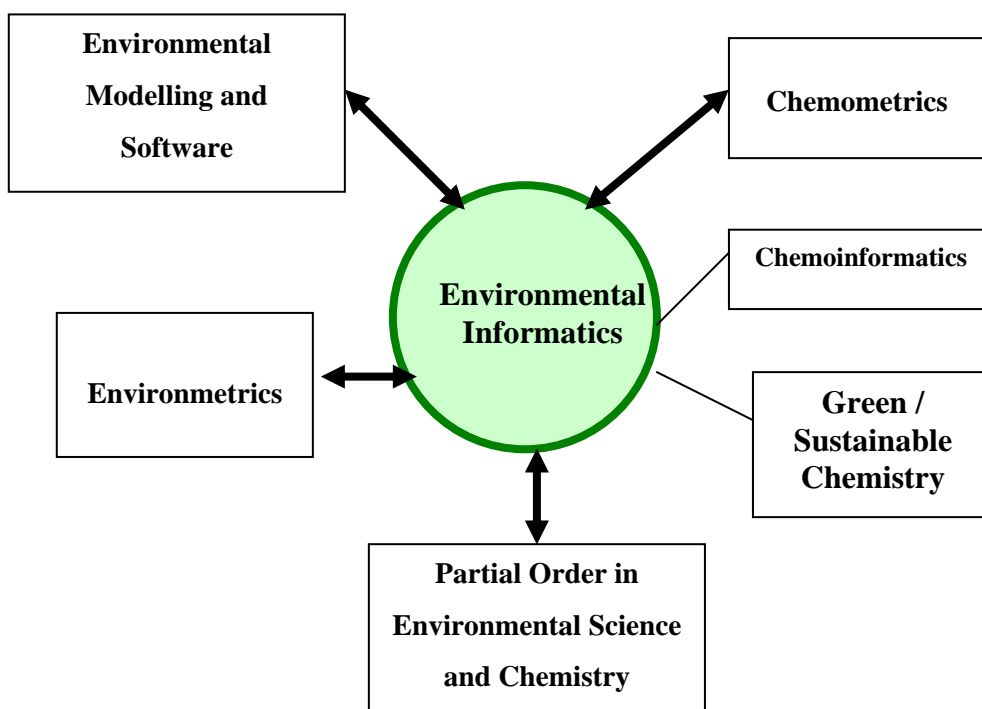 Environmental
Modelling and
Software
Chemometrics
Chemoinformatics
Environmental
Informatics
Environmetrics
Green /
Sustainable
Chemistry
Partial Order in
Environmental Science
and Chemistry